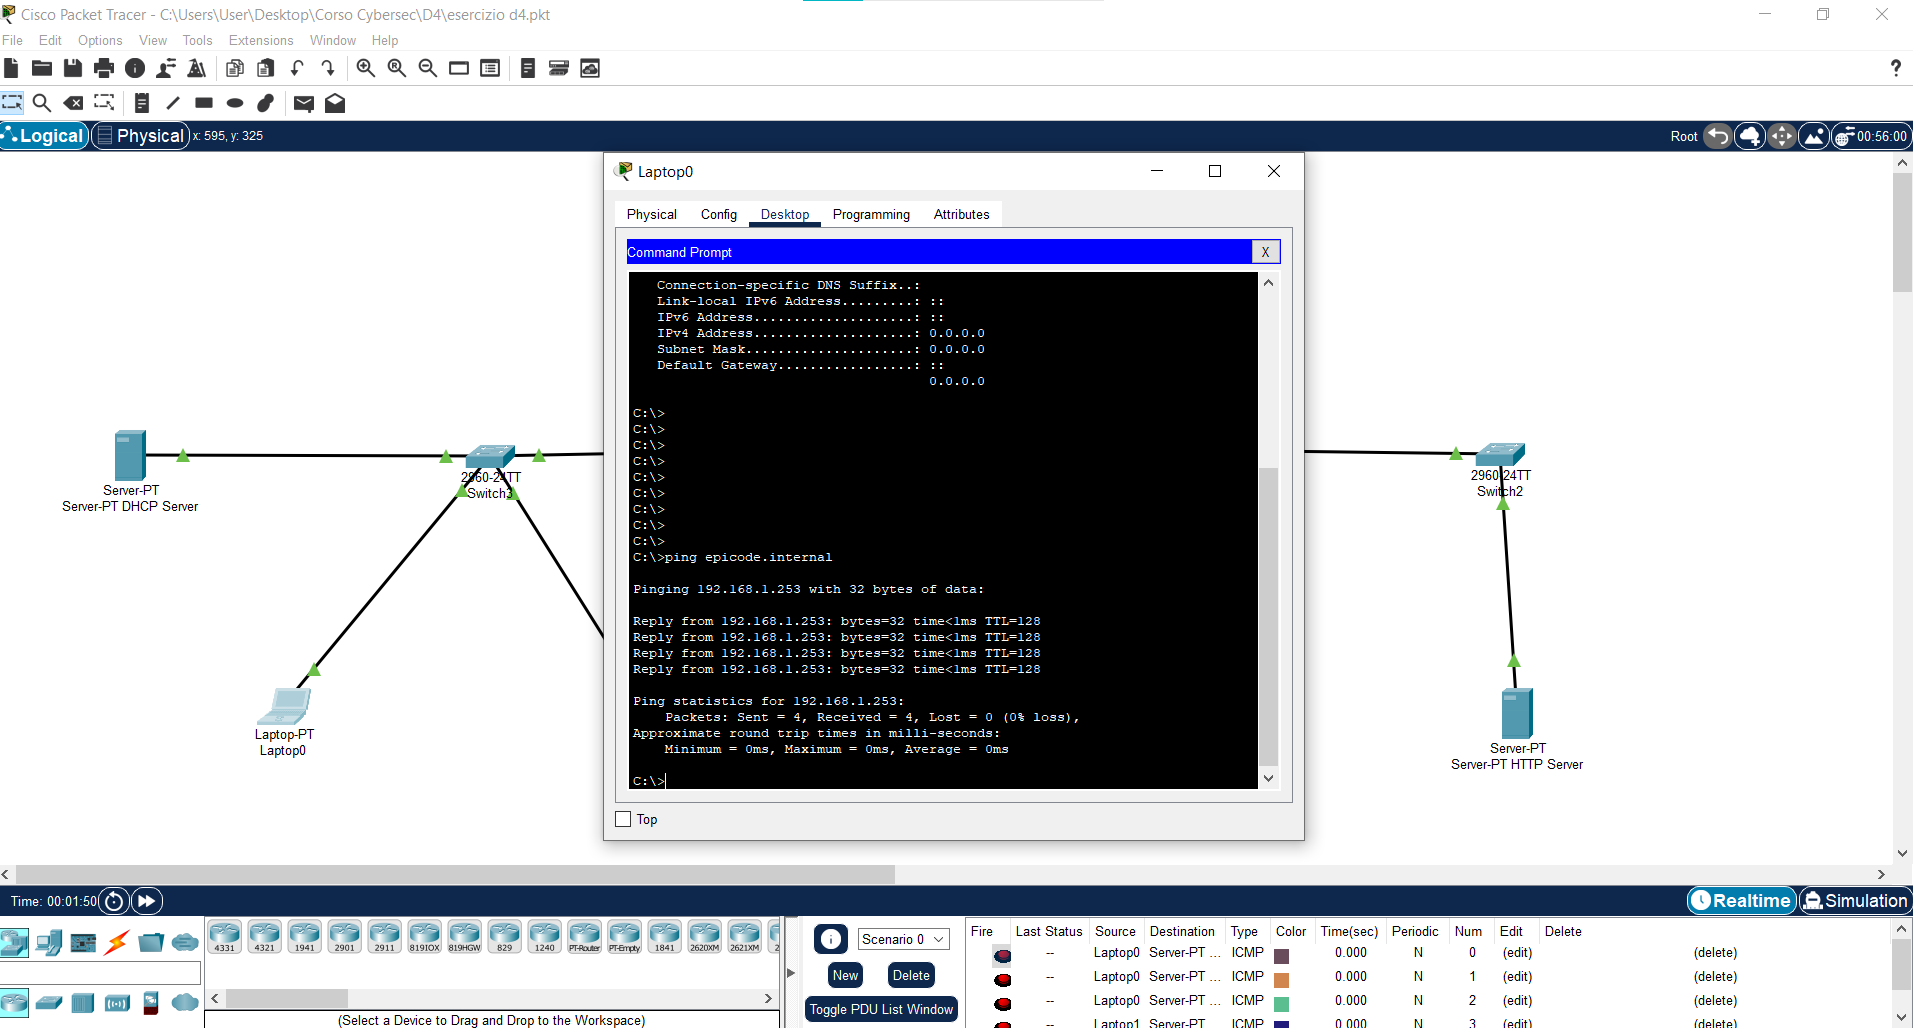 Cisco Packet Tracer - C:\Users\User\Desktop\Corso Cybersec\D4\esercizio d4.pkt
File Edit Options View Tools Extensions Window Help
?
Logical Physical x: 595, y: 325
Root 00:56:00
Laptop0
Physical Config Desktop Programming Attributes
Command Prompt X
Connection-specific DNS Suffix..:
Link-local IPv6 Address.........: ::
IPv6 Address....................: ::
IPv4 Address....................: 0.0.0.0
Subnet Mask.....................: 0.0.0.0
Default Gateway.................: ::
0.0.0.0
C:\>
C:\>
C:\>
C:\>
C:\>
C:\>
C:\>
C:\>
C:\>
C:\>ping epicode.internal
Pinging 192.168.1.253 with 32 bytes of data:
Reply from 192.168.1.253: bytes=32 time<1ms TTL=128
Reply from 192.168.1.253: bytes=32 time<1ms TTL=128
Reply from 192.168.1.253: bytes=32 time<1ms TTL=128
Reply from 192.168.1.253: bytes=32 time<1ms TTL=128
Ping statistics for 192.168.1.253:
Packets: Sent = 4, Received = 4, Lost = 0 (0% loss),
Approximate round trip times in milli-seconds:
Minimum = 0ms, Maximum = 0ms, Average = 0ms
C:\>
Top
Server-PT
Server-PT DHCP Server
2960-24TT
Switch3
Laptop-PT
Laptop0
2960-24TT
Switch2
Server-PT
Server-PT HTTP Server
Time: 00:01:50
Realtime Simulation
4331 4321 1941 2901 2911 819IOX 819HGW 829 1240 PT-Router PT-Empty 1841 2620XM 2621XM 2
(Select a Device to Drag and Drop to the Workspace)
Scenario 0
New Delete
Toggle PDU List Window
Fire Last Status Source Destination Type Color Time(sec) Periodic Num Edit Delete
-- Laptop0 Server-PT ... ICMP 0.000 N 0 (edit) (delete)
-- Laptop0 Server-PT ... ICMP 0.000 N 1 (edit) (delete)
-- Laptop0 Server-PT ... ICMP 0.000 N 2 (edit) (delete)
-- Laptop1 Server-PT ICMP 0.000 N 3 (edit) (delete)